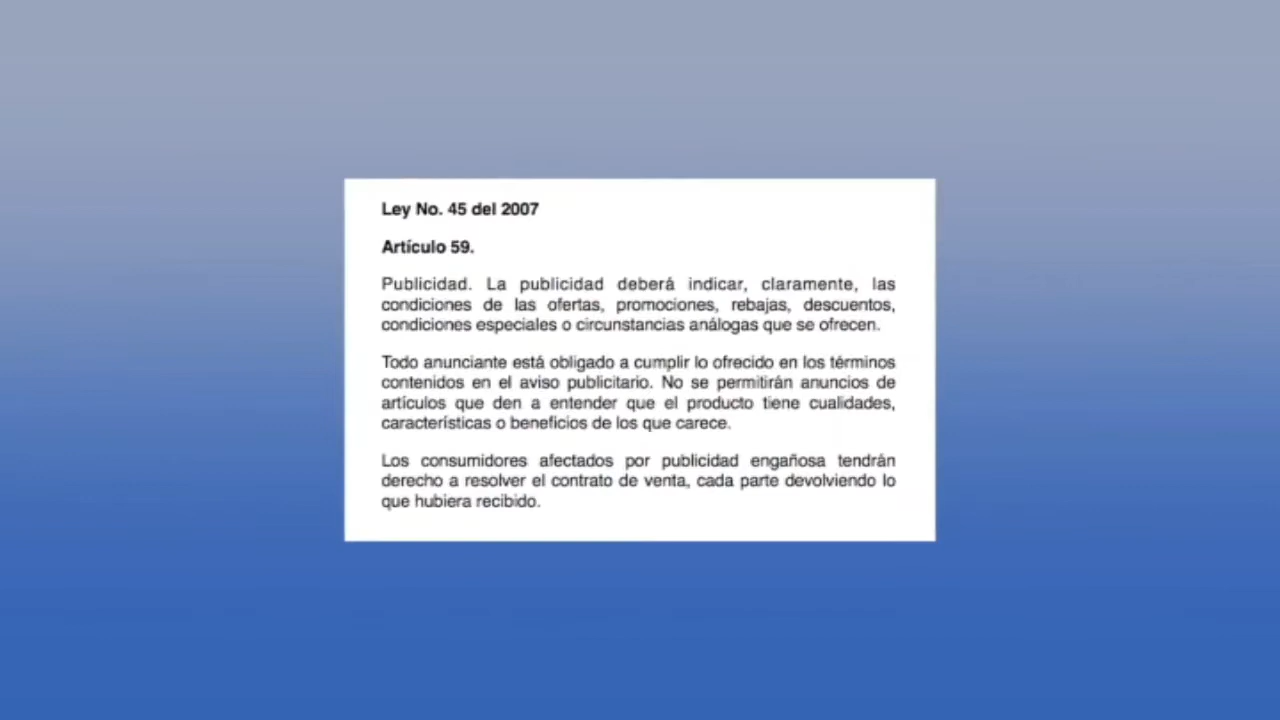 Ley No. 45 del 2007
Artículo 59.
Publicidad. La publicidad deberá indicar, claramente, las
condiciones de las ofertas, promociones, rebajas, descuentos,
condiciones especiales o circunstancias análogas que se ofrecen.
Todo anunciante está obligado a cumplir lo ofrecido en los términos
contenidos en el aviso publicitario. No se permitirán anuncios de
artículos que den a entender que el producto tiene cualidades,
características o beneficios de los que carece.
Los consumidores afectados por publicidad engañosa tendrán
derecho a resolver el contrato de venta, cada parte devolviendo lo
que hubiera recibido.